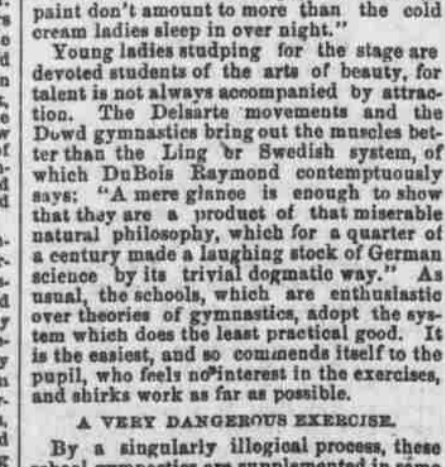 paint don't amount to more than the cold
cream ladies sleep in over night."
Young ladies studping for the stage are
devoted students of the arts of beauty, for
talent is not always accompanied by attrac-
tion. The Delsarte movements and the
Dowd gymnastics bring out the muscles bet-
ter than the Ling or Swedish system, of
which DuBois Raymond contemptuously
says: "A mere glance is enough to show
that they are a product of that miserable
natural philosophy, which for a quarter of
a century made a laughing stock of German
science by its trivial dogmatic way." As
usual, the schools, which are enthusiastic
over theories of gymnastics, adopt the sys-
tem which does the least practical good. It
is the easiest, and so commends itself to the
pupil, who feels no interest in the exercises,
and shirks work as far as possible.
A VERY DANGEROUS EXERCISE.
By a singularly illogical process, these
school gymnastics are supplemented in